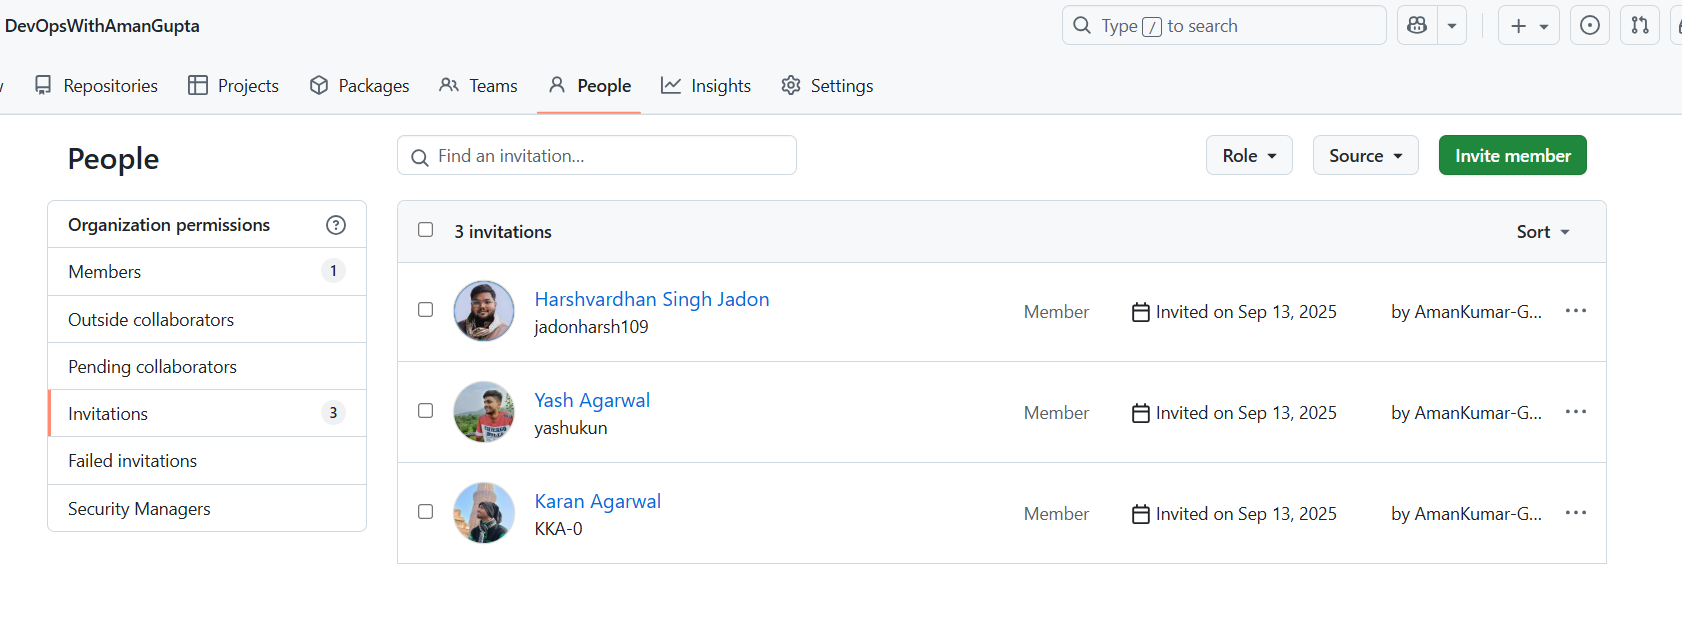 DevOpsWithAmanGupta
Type / to search
Repositories
Projects
Packages
Teams
People
Insights
Settings
People
Find an invitation...
Role
Source
Invite member
Organization permissions
Members 1
Outside collaborators
Pending collaborators
Invitations 3
Failed invitations
Security Managers
3 invitations
Sort
Harshvardhan Singh Jadon
jadonharsh109
Member
Invited on Sep 13, 2025
by AmanKumar-G...
Yash Agarwal
yashukun
Member
Invited on Sep 13, 2025
by AmanKumar-G...
Karan Agarwal
KKA-0
Member
Invited on Sep 13, 2025
by AmanKumar-G...